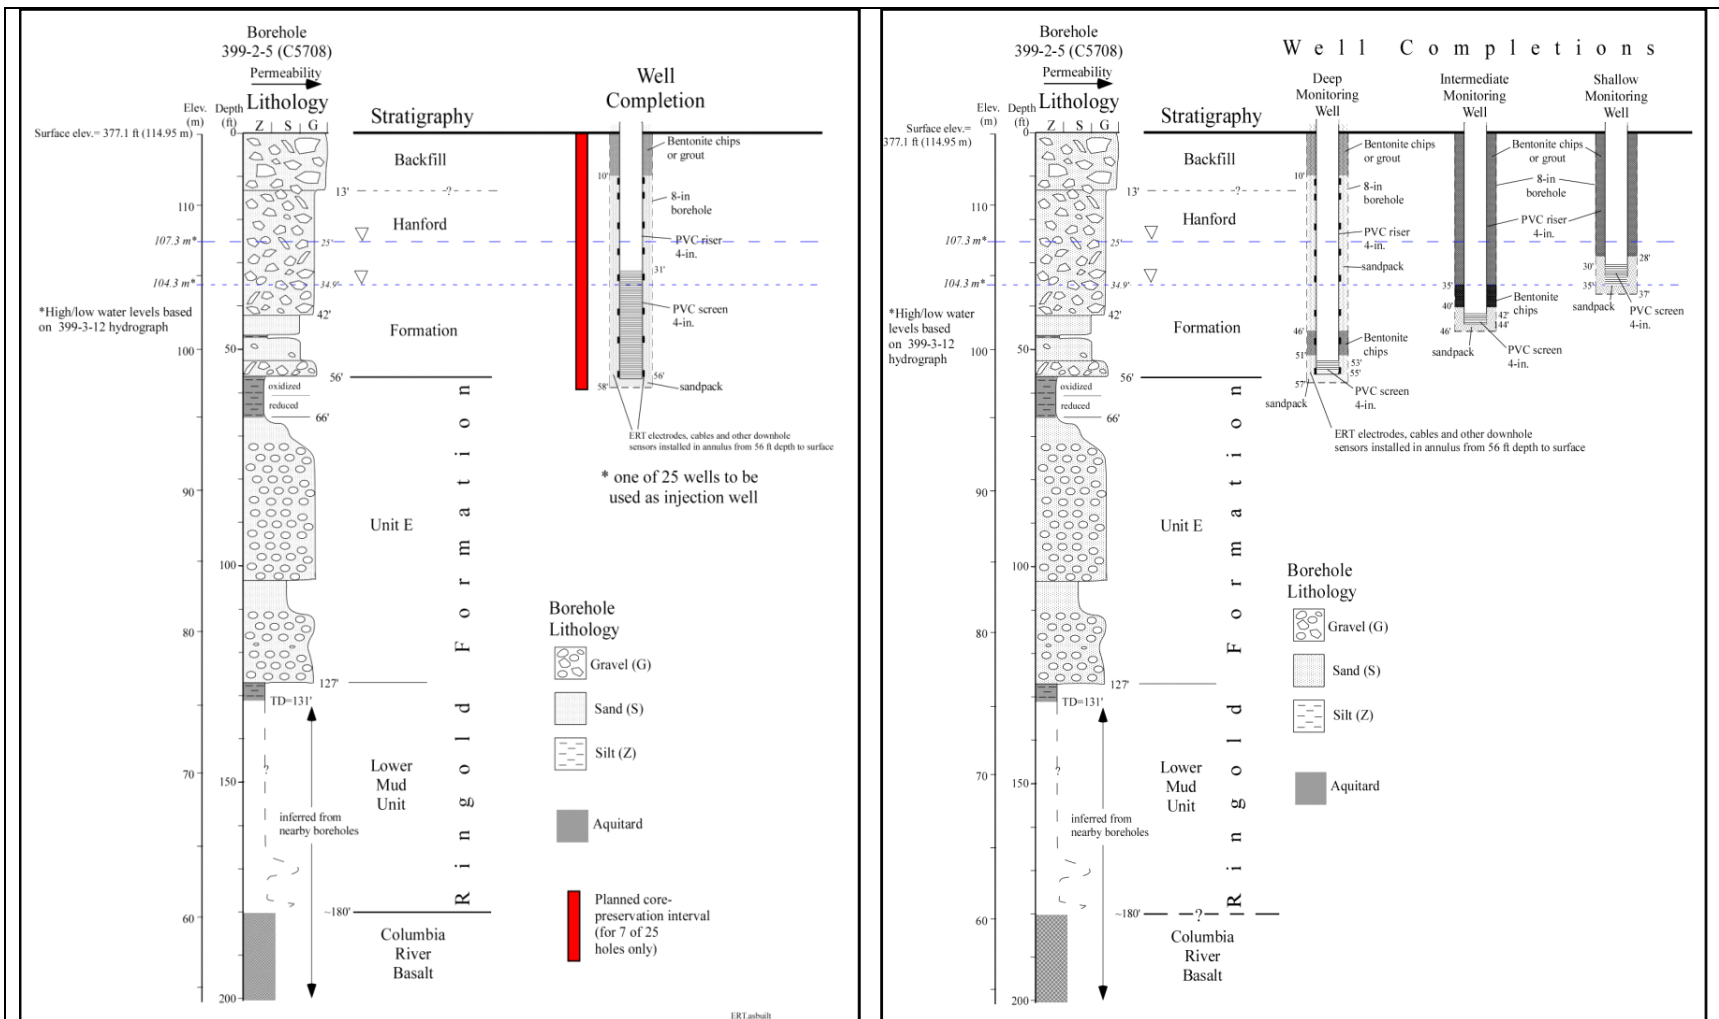 Borehole
399-2-5 (C5708)
Permeability
Lithology
Elev.
(m)
Depth
(ft)
Z S G
Surface elev.= 377.1 ft (114.95 m)
0
Stratigraphy
Well
Completion
Backfill
Bentonite chips
or grout
10'
13'
?
8-in
borehole
110
Hanford
107.3 m*
25'
PVC riser
4-in.
31'
104.3 m*
34.9'
*High/low water levels based
on 399-3-12 hydrograph
42'
Formation
PVC screen
4-in.
100
50
56'
56'
58'
sandpack
oxidized
reduced
66'
ERT electrodes, cables and other downhole
sensors installed in annulus from 56 ft depth to surface
* one of 25 wells to be
used as injection well
90
Unit E
100
Ringold Formation
80
Borehole
Lithology
Gravel (G)
Sand (S)
Silt (Z)
Aquitard
127'
TD=131'
70
?
150
Lower
Mud
Unit
inferred from
nearby boreholes
Planned core-
preservation interval
(for 7 of 25
holes only)
60
~180'
Columbia
River
Basalt
200
ERT.asbuilt
Borehole
399-2-5 (C5708)
Permeability
Lithology
Elev.
(m)
Depth
(ft)
Z S G
Surface elev.=
377.1 ft (114.95 m)
0
Stratigraphy
Well Completions
Deep
Monitoring
Well
Intermediate
Monitoring
Well
Shallow
Monitoring
Well
Backfill
Bentonite chips
or grout
Bentonite chips
or grout
10'
13'
?
8-in
borehole
8-in
borehole
110
Hanford
PVC riser
4-in.
PVC riser
4-in.
107.3 m*
25'
sandpack
28'
30'
104.3 m*
34.9'
35'
35'
37'
*High/low water
levels based
on 399-3-12
hydrograph
Bentonite
chips
40'
sandpack
PVC screen
4-in.
42'
42'
144'
46'
46'
Formation
Bentonite
chips
sandpack
PVC screen
4-in.
100
50
51'
53'
55'
56'
57'
PVC screen
4-in.
sandpack
oxidized
reduced
66'
ERT electrodes, cables and other downhole
sensors installed in annulus from 56 ft depth to surface
90
Unit E
100
Ringold Formation
80
Borehole
Lithology
Gravel (G)
Sand (S)
Silt (Z)
Aquitard
127'
TD=131'
70
?
150
Lower
Mud
Unit
inferred from
nearby boreholes
60
~180'
?
Columbia
River
Basalt
200